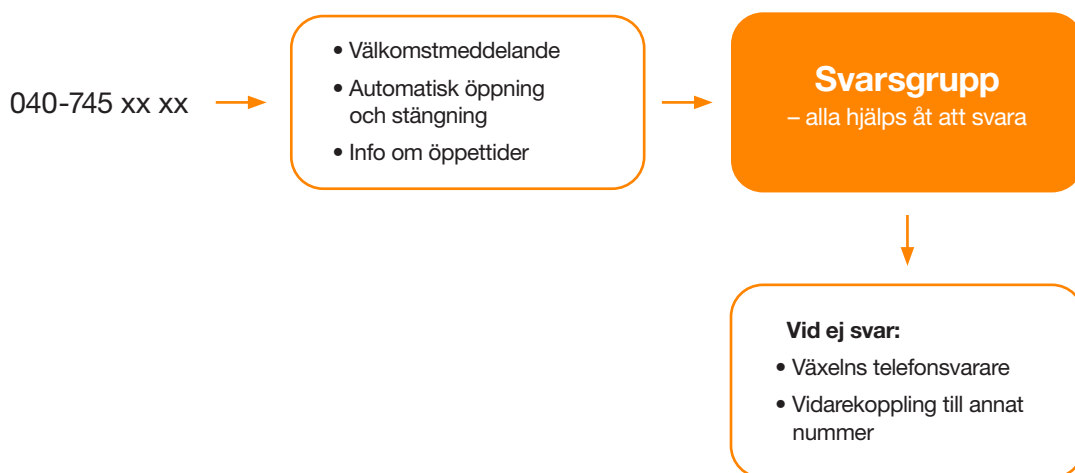 040-745 xx xx
• Välkomstmeddelande
• Automatisk öppning
och stängning
• Info om öppettider
Svarsgrupp
– alla hjälps åt att svara
Vid ej svar:
• Växelns telefonsvarare
• Vidarekoppling till annat
nummer